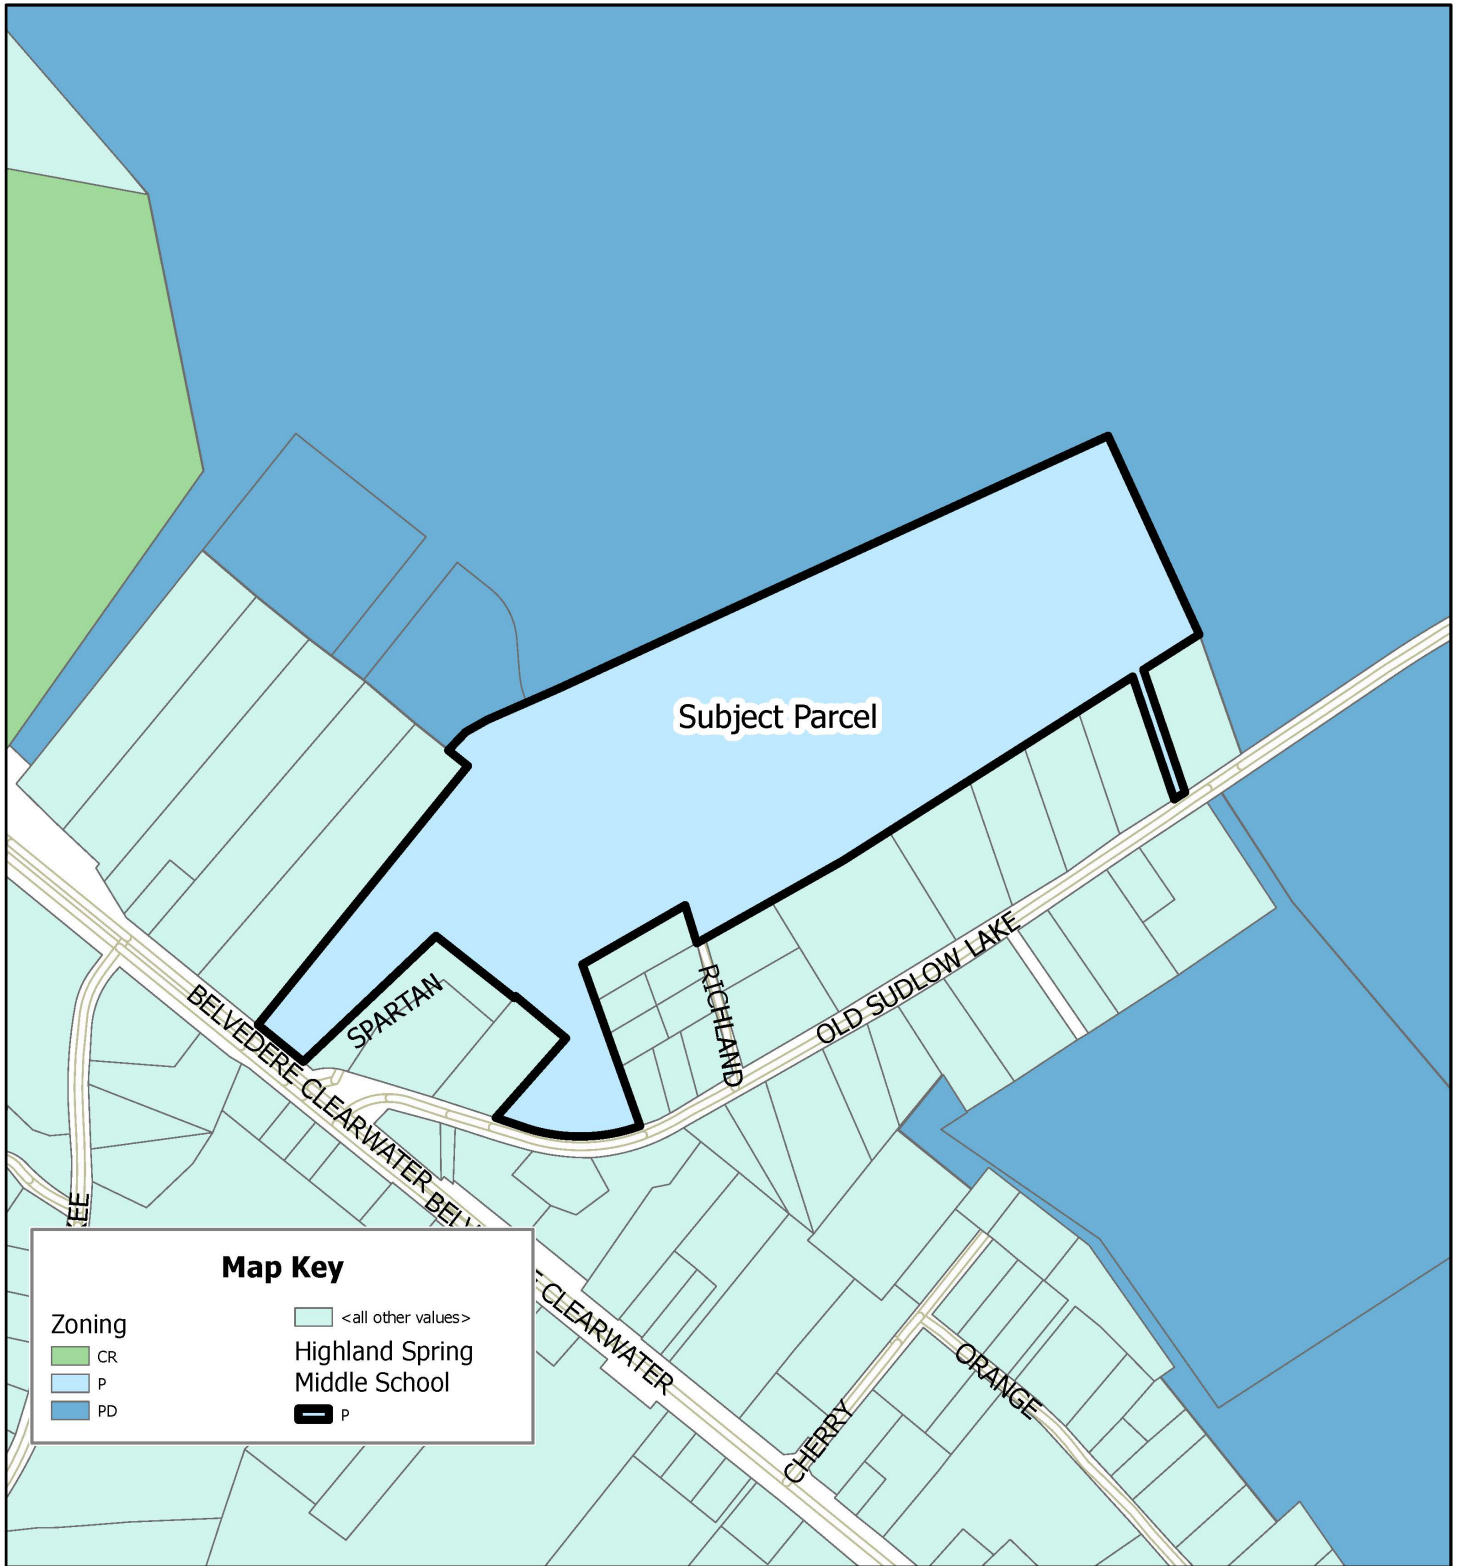 Subject Parcel
SPARTAN
RICHLAND
OLD SUDLOW LAKE
BELVEDERE CLEARWATER
CLEARWATER
CHERRY
ORANGE
Map Key
Zoning
CR
P
PD
<all other values>
Highland Spring
Middle School
P